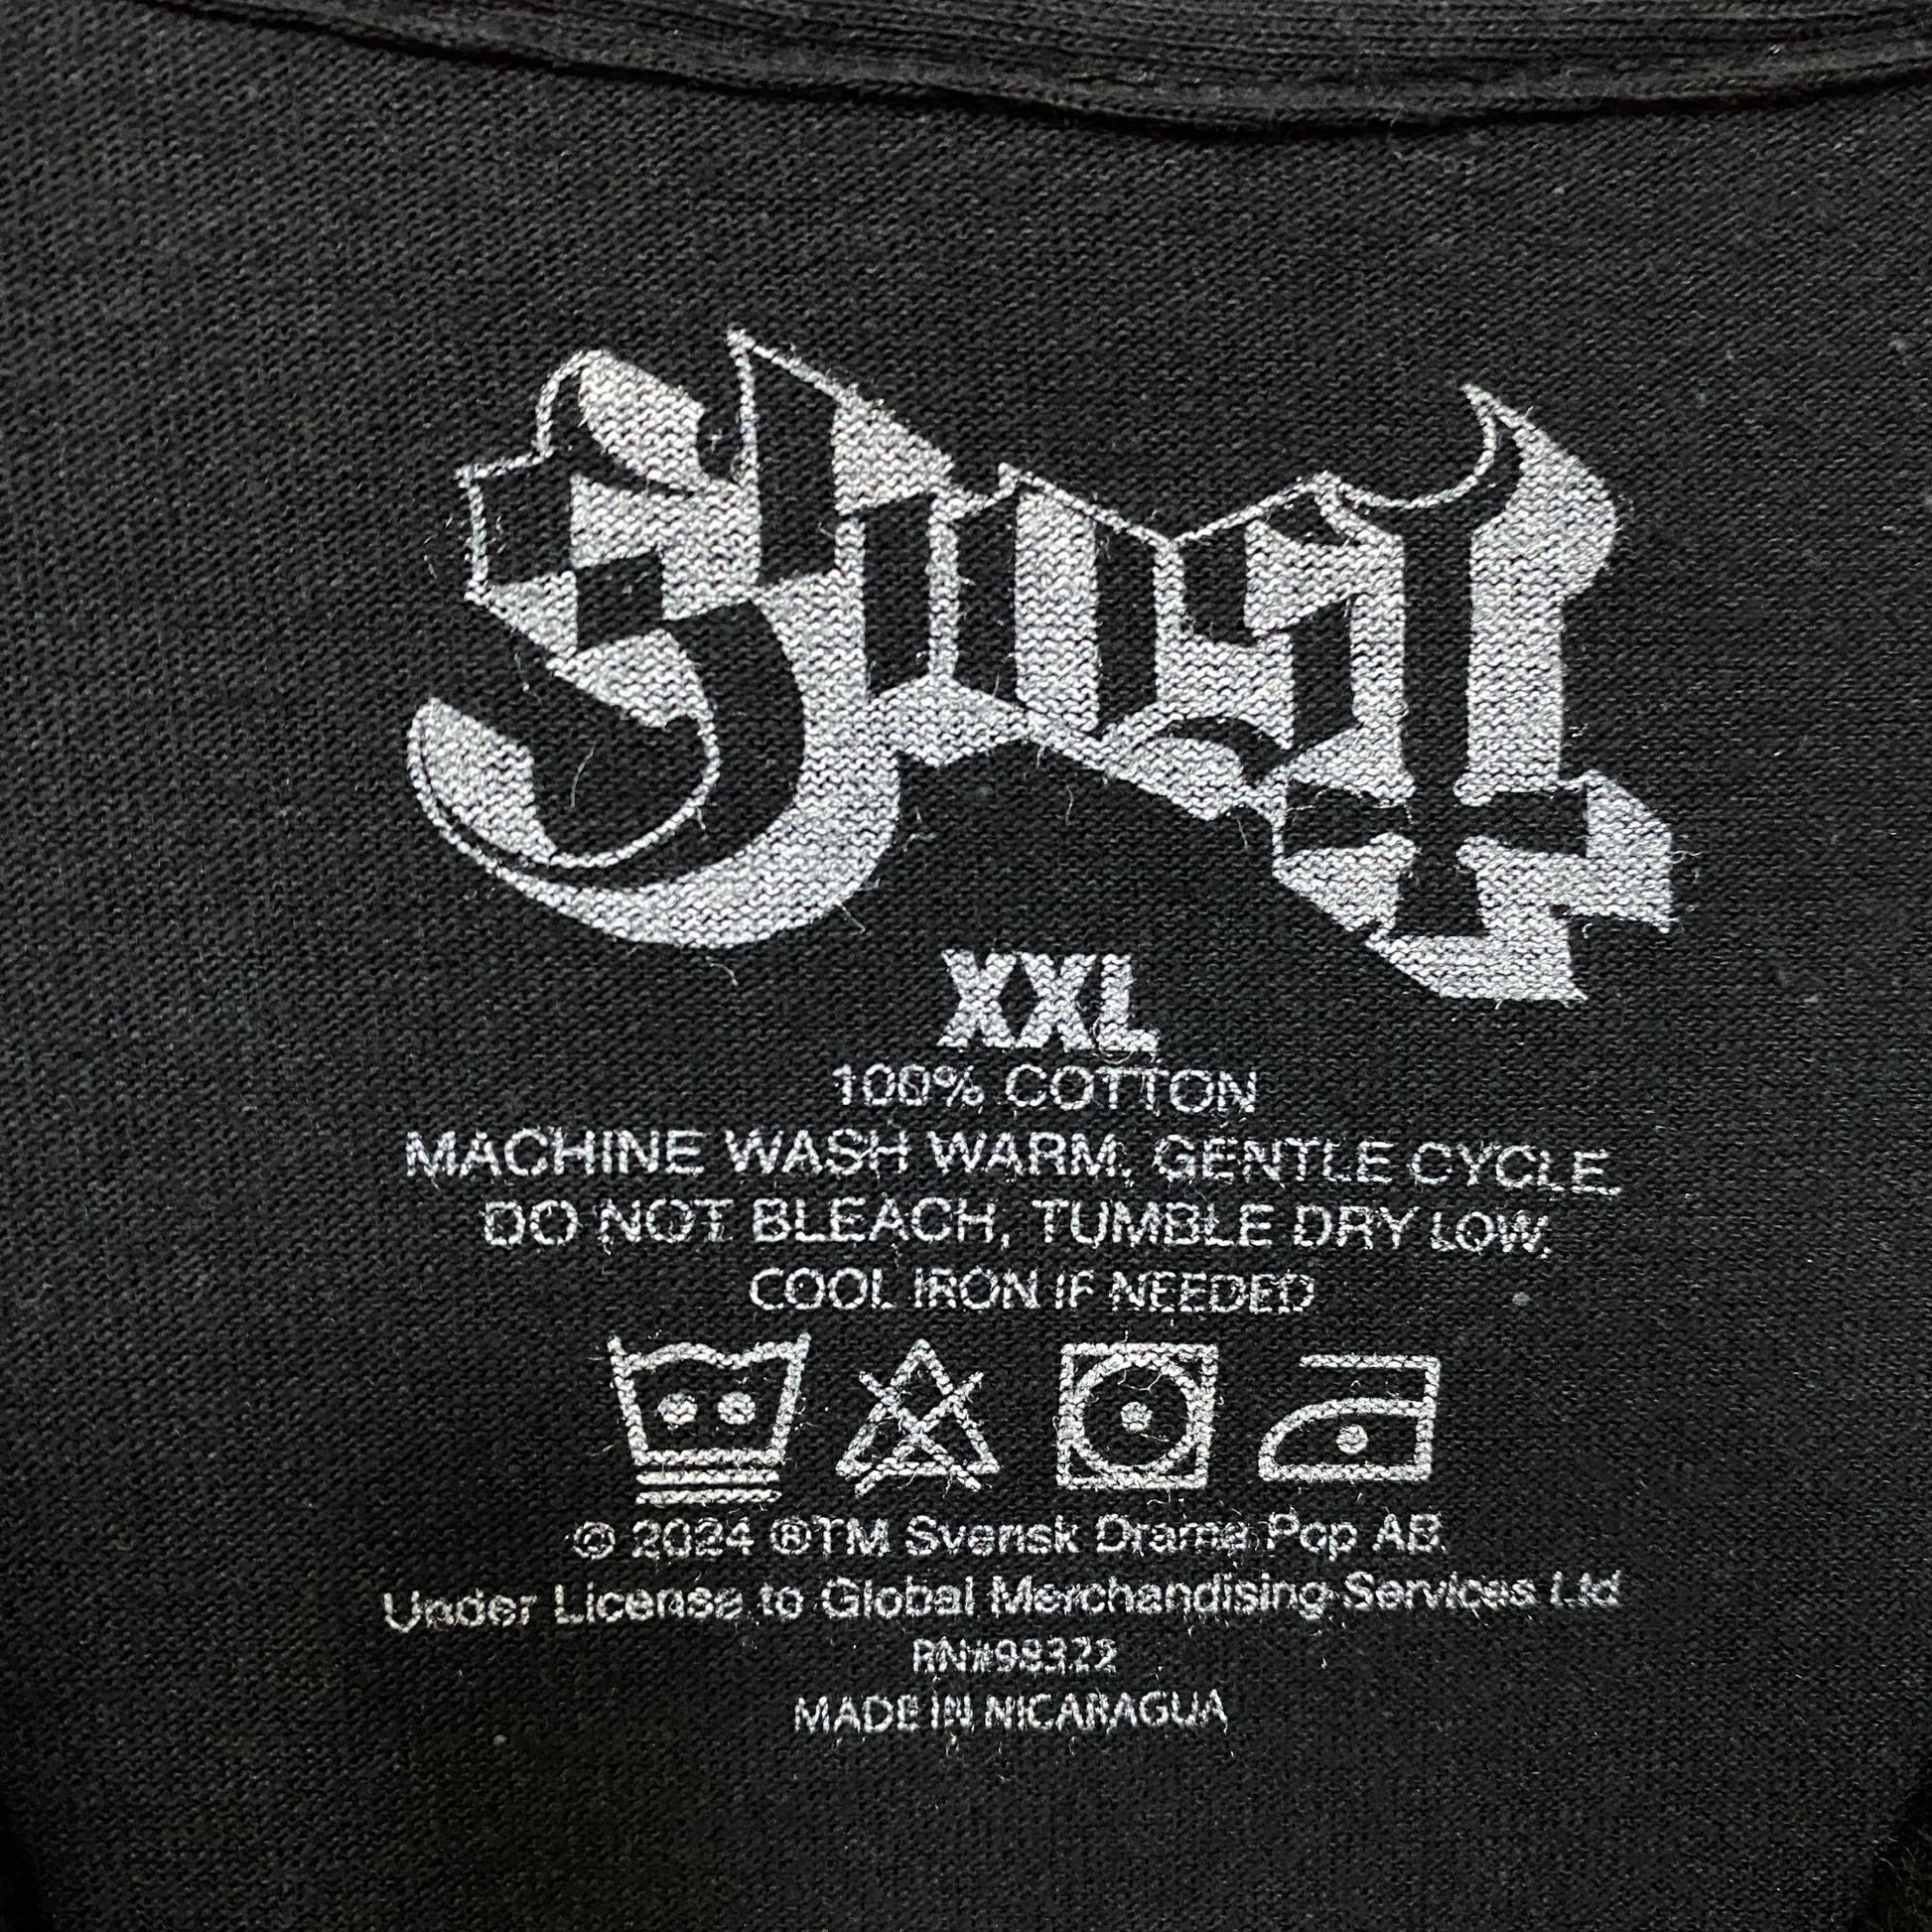 Ghost
XXL
100% COTTON
MACHINE WASH WARM, GENTLE CYCLE.
DO NOT BLEACH, TUMBLE DRY LOW.
COOL IRON IF NEEDED
© 2024 ®TM Svensk Drama Pop AB.
Under License to Global Merchandising Services Ltd
RN#98322
MADE IN NICARAGUA